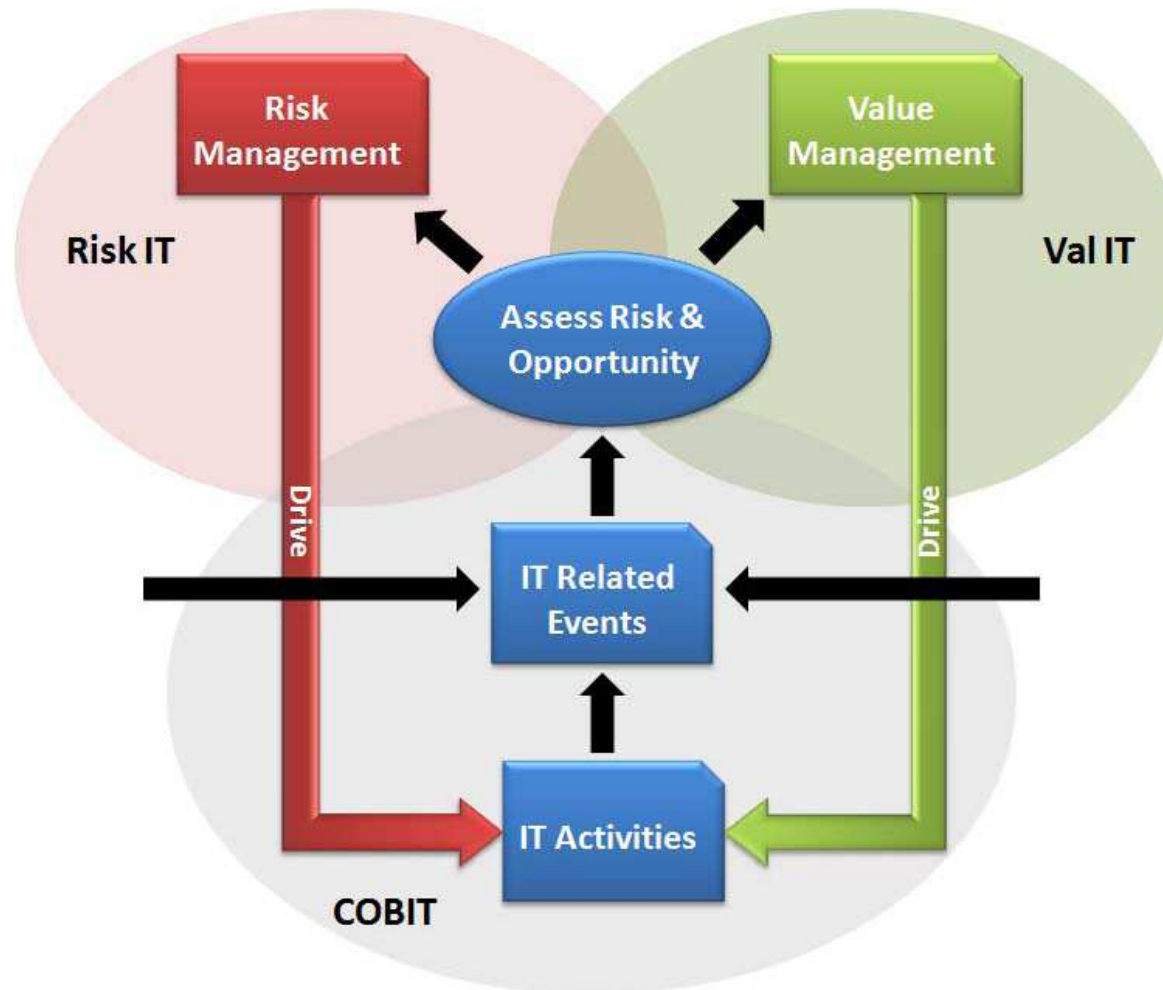 Risk
Management
Value
Management
Risk IT
Val IT
Assess Risk &
Opportunity
Drive
Drive
IT Related
Events
IT Activities
COBIT